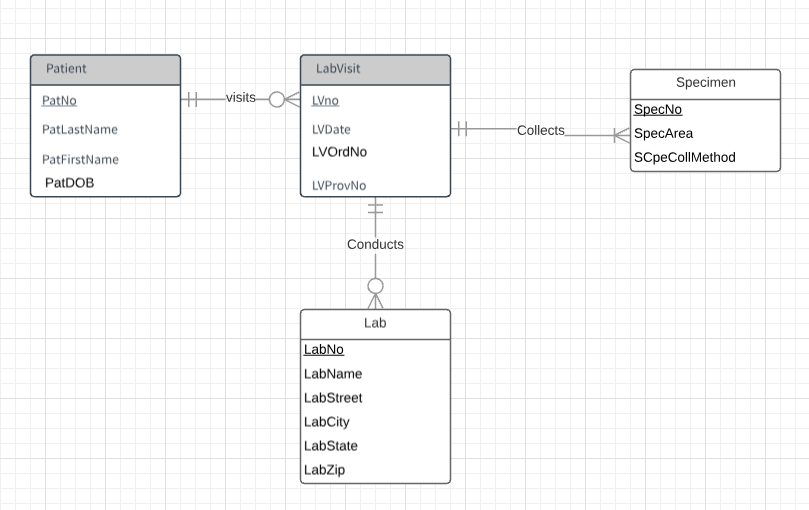 Patient
PatNo
PatLastName
PatFirstName
PatDOB
visits
LabVisit
LVno
LVDate
LVOrdNo
LVProvNo
Collects
Specimen
SpecNo
SpecArea
SCpeCollMethod
Conducts
Lab
LabNo
LabName
LabStreet
LabCity
LabState
LabZip